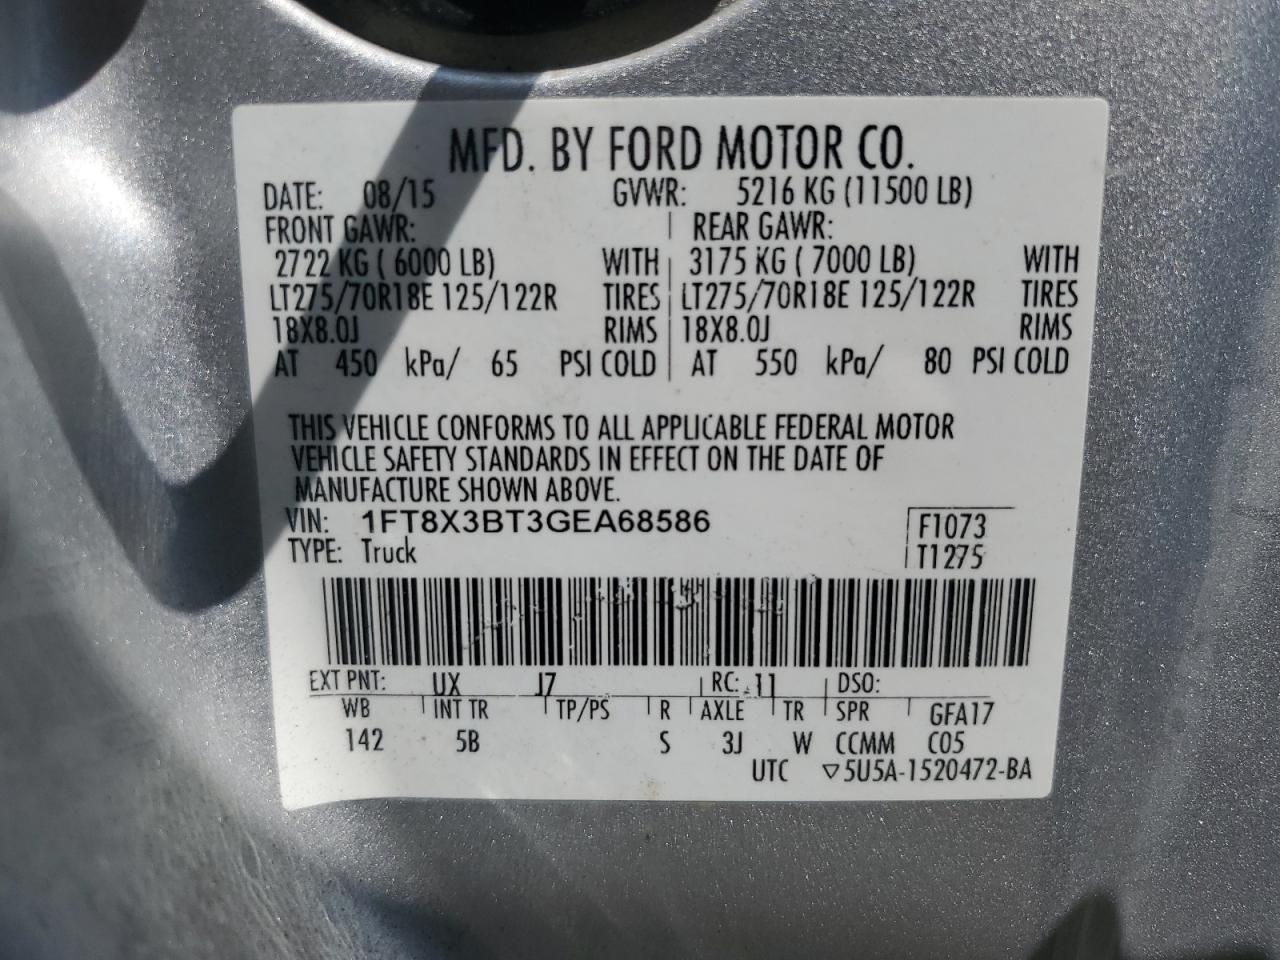 MFD. BY FORD MOTOR CO.
DATE: 08/15 GVWR: 5216 KG (11500 LB)
FRONT GAWR: REAR GAWR:
2722 KG ( 6000 LB) WITH 3175 KG ( 7000 LB) WITH
LT275/70R18E 125/122R TIRES LT275/70R18E 125/122R TIRES
18X8.0J RIMS 18X8.0J RIMS
AT 450 kPa/ 65 PSI COLD AT 550 kPa/ 80 PSI COLD
THIS VEHICLE CONFORMS TO ALL APPLICABLE FEDERAL MOTOR
VEHICLE SAFETY STANDARDS IN EFFECT ON THE DATE OF
MANUFACTURE SHOWN ABOVE.
VIN: 1FT8X3BT3GEA68586 F1073
TYPE: Truck T1275
EXT PNT: UX J7 RC: 11 DSO:
WB INT TR TP/PS R AXLE TR SPR GFA17
142 5B S 3J W CCMM C05
UTC ▽5U5A-1520472-BA